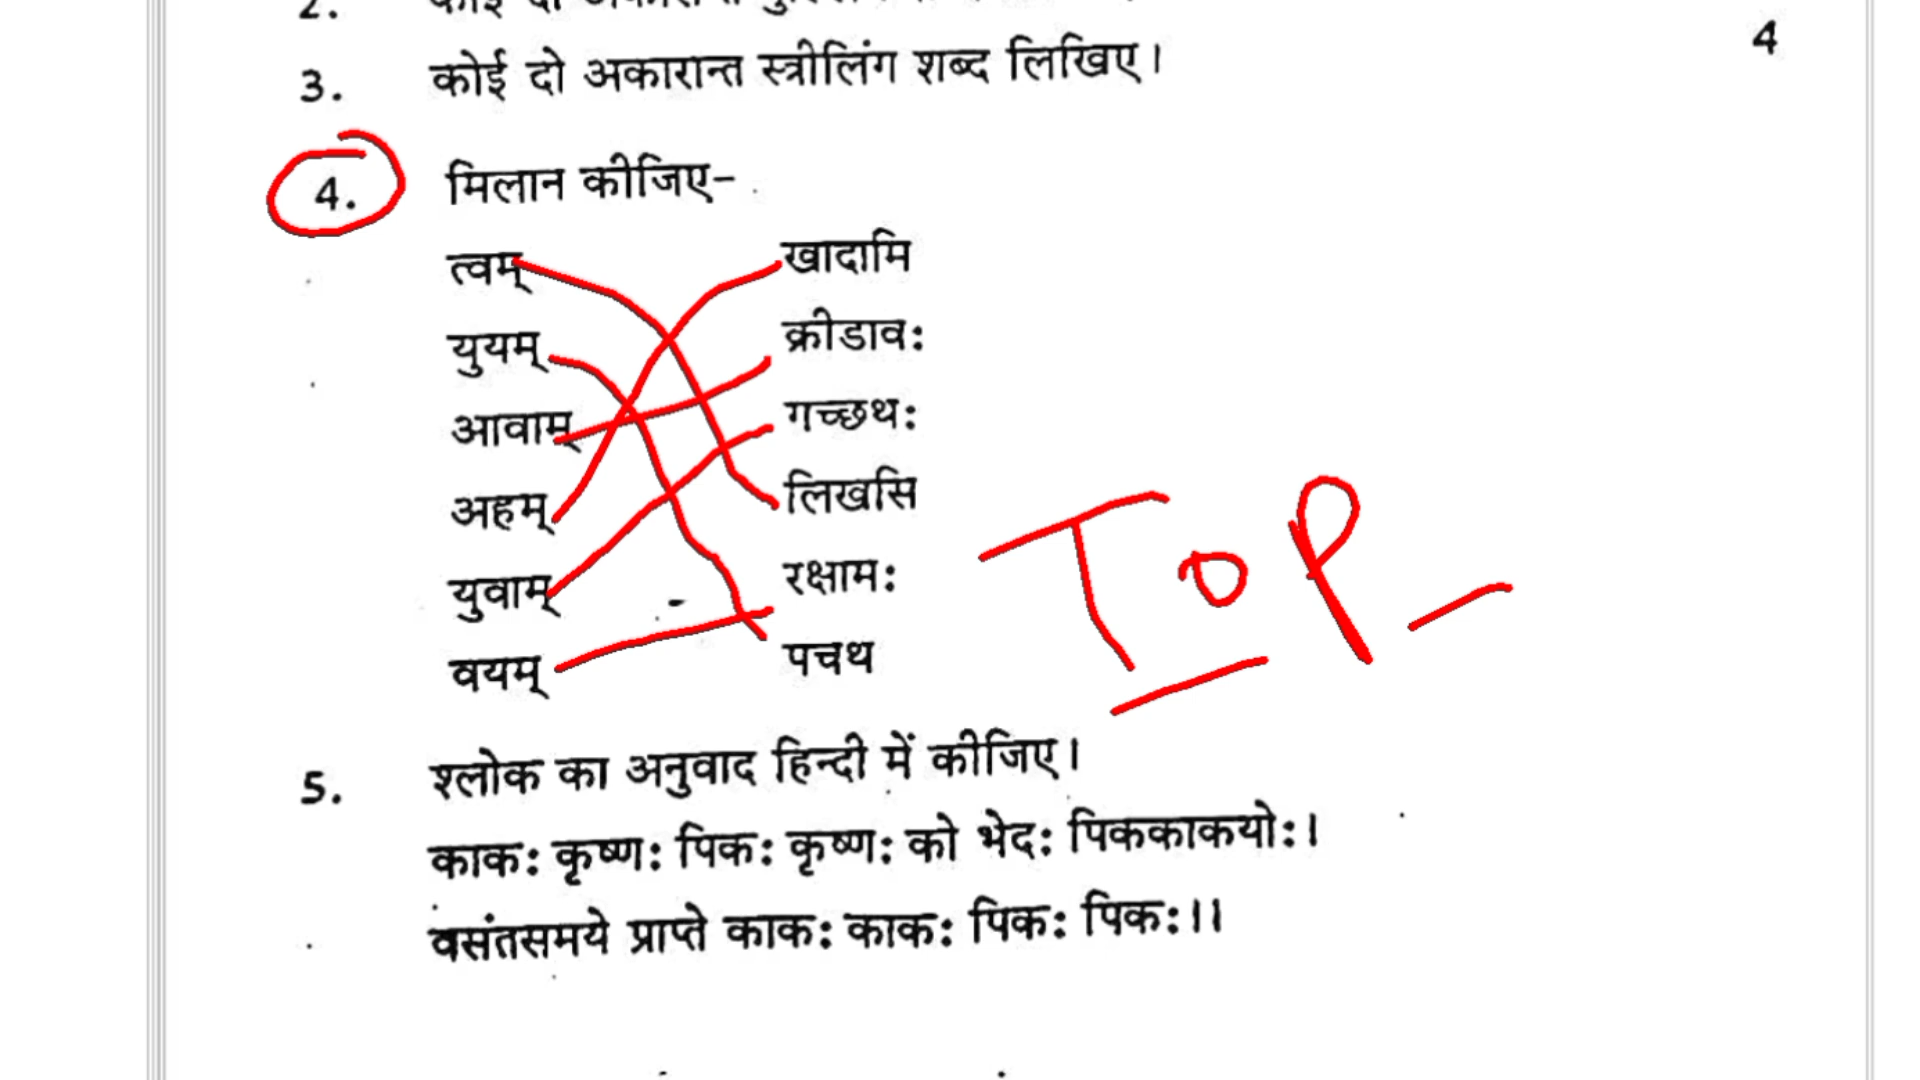 2.
4
3. कोई दो अकारान्त स्त्रीलिंग शब्द लिखिए।
4. मिलान कीजिए-
त्वम् खादामि
युयम् क्रीडावः
आवाम् गच्छथः
अहम् लिखसि
युवाम् रक्षामः
वयम् पचथ
TOP
5. श्लोक का अनुवाद हिन्दी में कीजिए।
काकः कृष्णः पिकः कृष्णः को भेदः पिककाकयोः।
वसंतसमये प्राप्ते काकः काकः पिकः पिकः।।